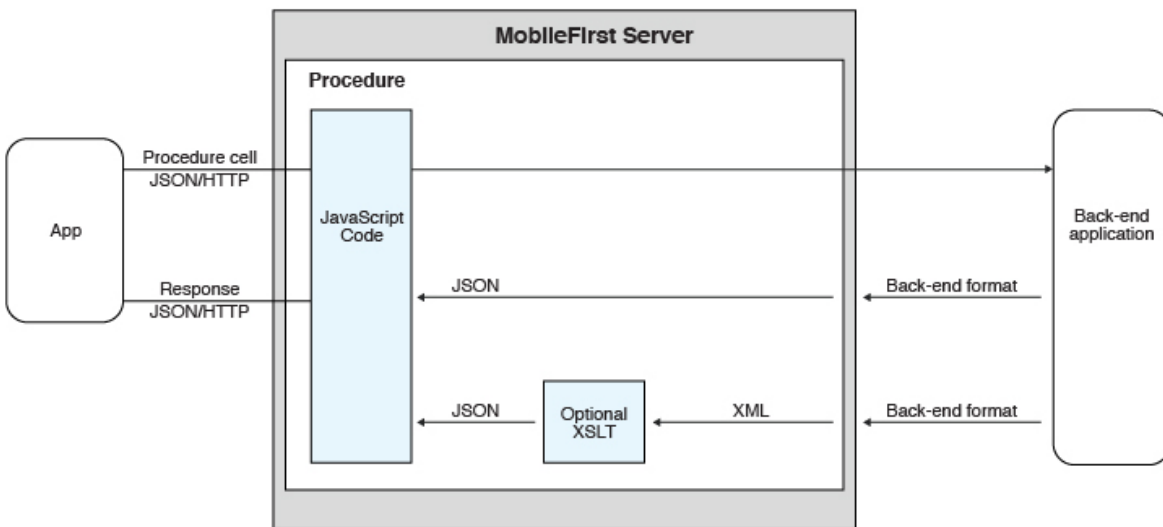 MobileFirst Server
Procedure
Procedure cell
JSON/HTTP
App
JavaScript
Code
Back-end
application
Response
JSON/HTTP
JSON
Back-end format
JSON
Optional
XSLT
XML
Back-end format